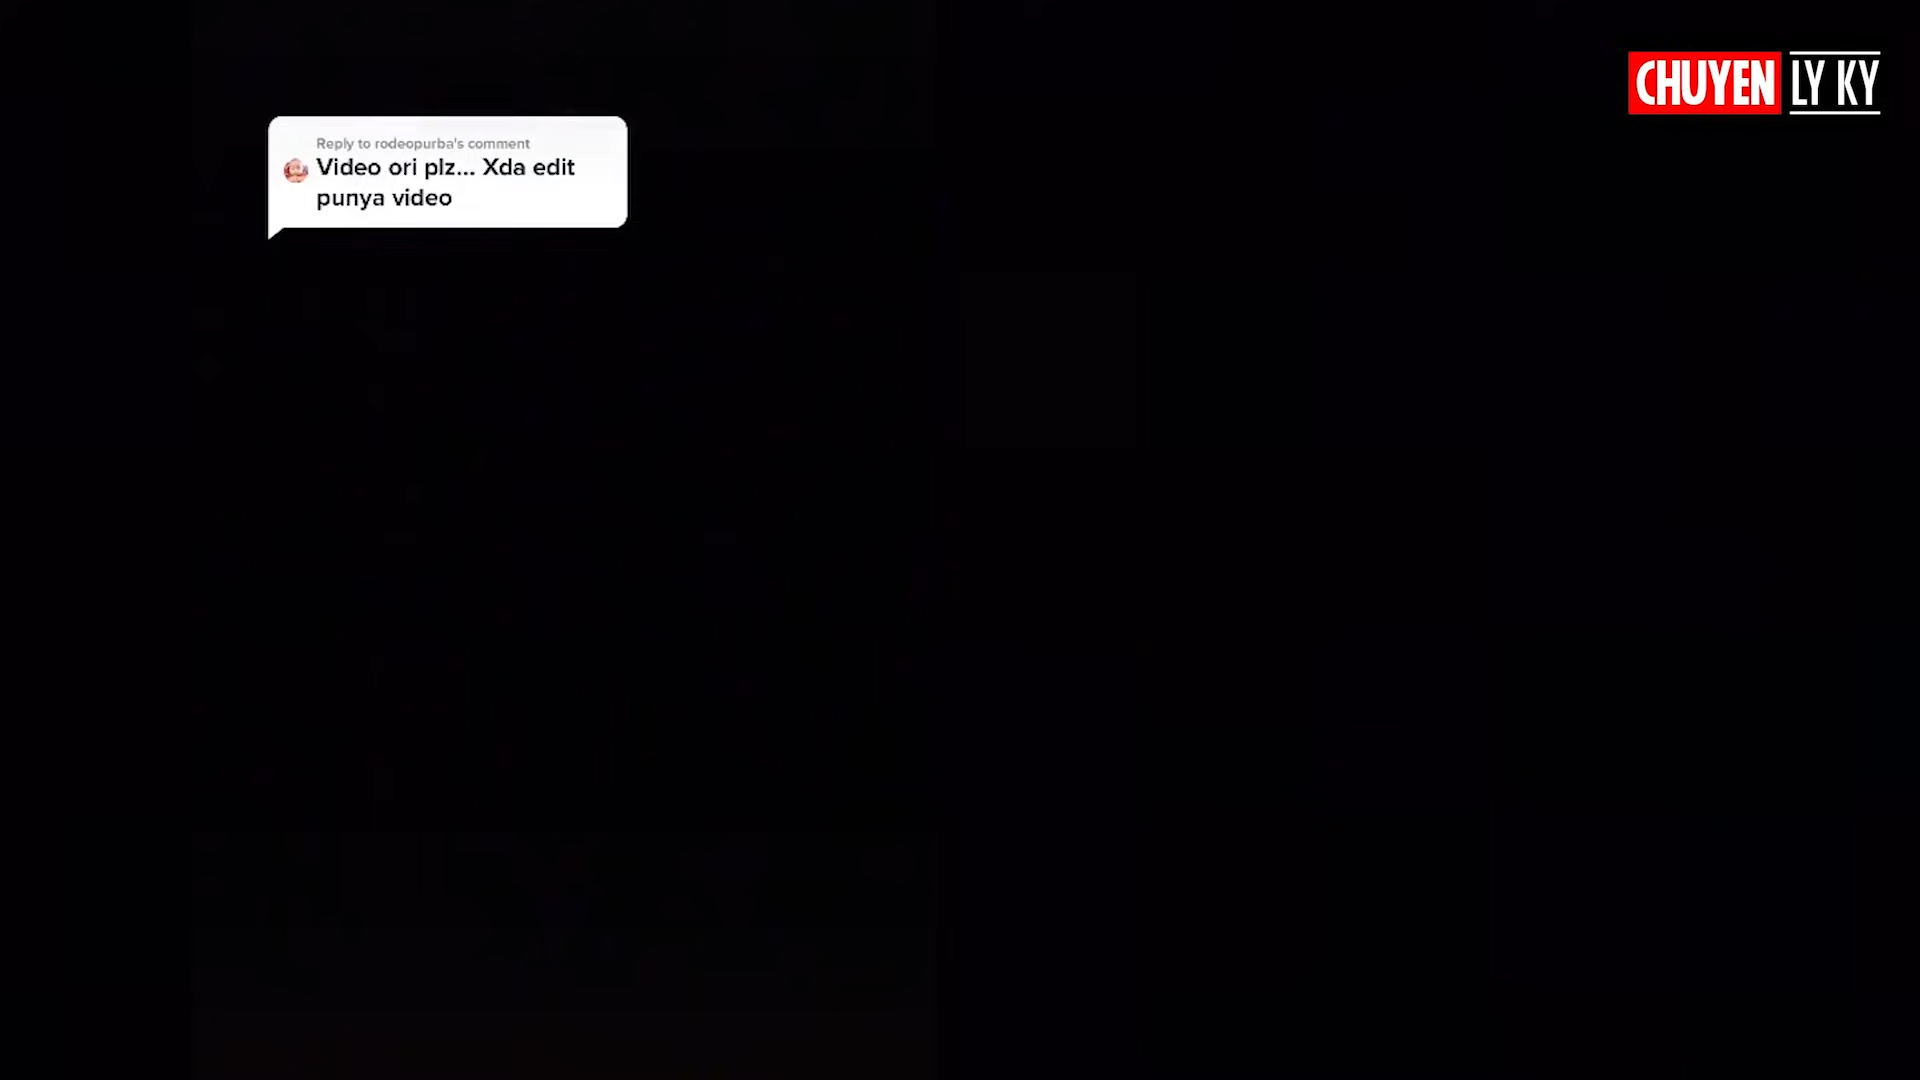 CHUYEN LY KY
Reply to rodeopurba's comment
Video ori plz... Xda edit
punya video